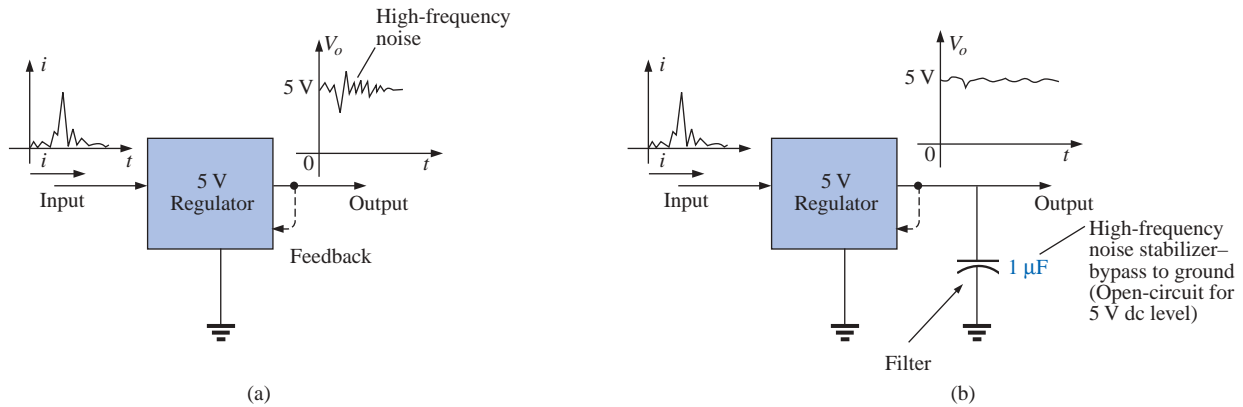 High-frequency
noise
i
t
V_o
5 V
0
t
i
Input
5 V
Regulator
Output
Feedback
(a)
i
t
V_o
5 V
0
t
i
Input
5 V
Regulator
Output
1 μF
High-frequency
noise stabilizer–
bypass to ground
(Open-circuit for
5 V dc level)
Filter
(b)